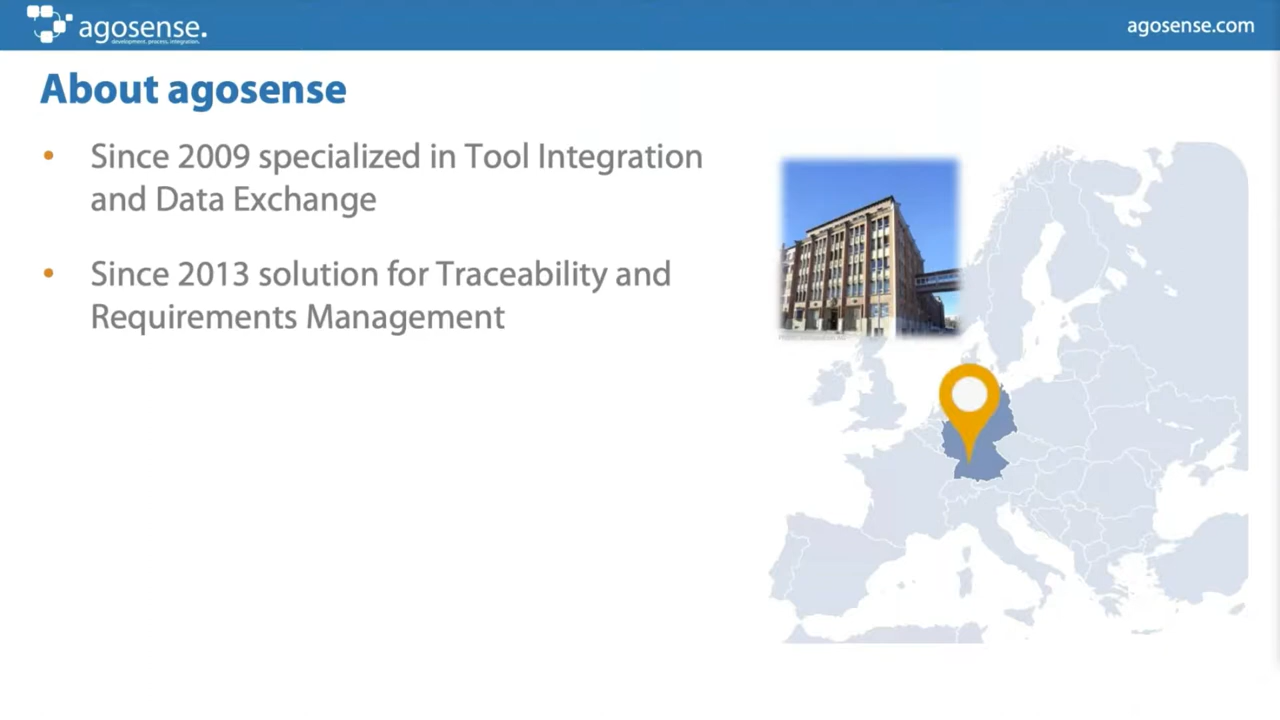 agosense.
development. process. integration.
agosense.com
About agosense
• Since 2009 specialized in Tool Integration
and Data Exchange
• Since 2013 solution for Traceability and
Requirements Management